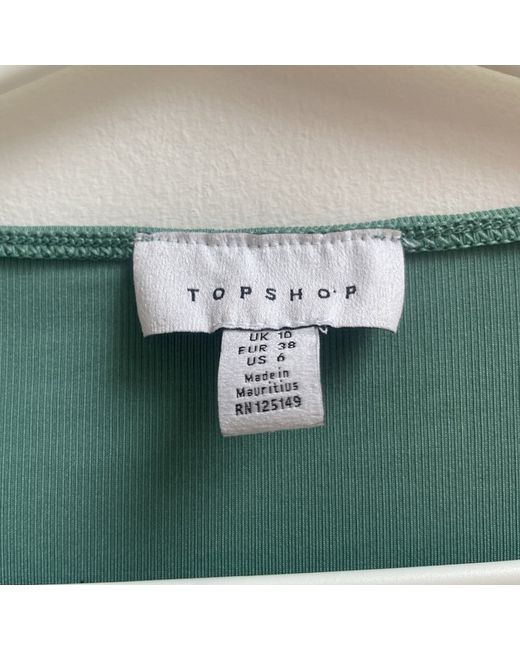 TOPSHOP
UK 10
EUR 38
US 6
Made in
Mauritius
RN125149